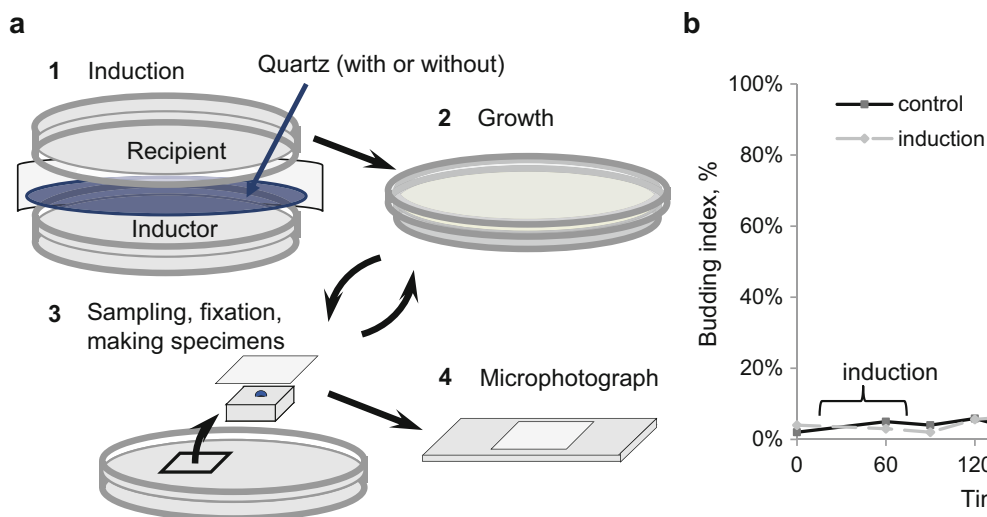 a
1 Induction
Quartz (with or without)
Recipient
Inductor
2 Growth
3 Sampling, fixation,
making specimens
4 Microphotograph
b
100%
80%
60%
40%
20%
0%
Budding index, %
control
induction
induction
0 60 120